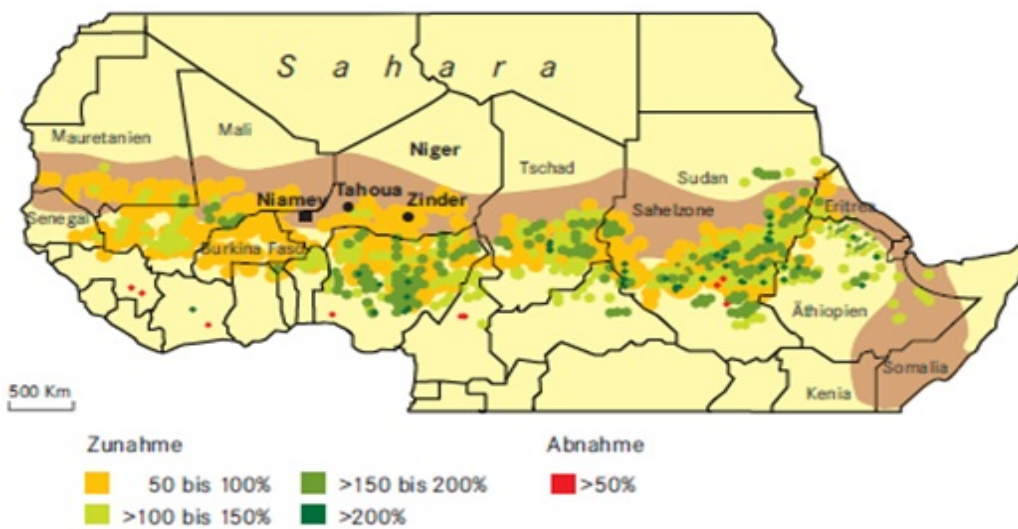 Sahara
Mauretanien
Mali
Niger
Tschad
Sudan
Niamey
Tahoua
Zinder
Sahelzone
Eritrea
Senegal
Burkina Faso
Äthiopien
Somalia
Kenia
500 Km
Zunahme
Abnahme
50 bis 100%
>150 bis 200%
>50%
>100 bis 150%
>200%